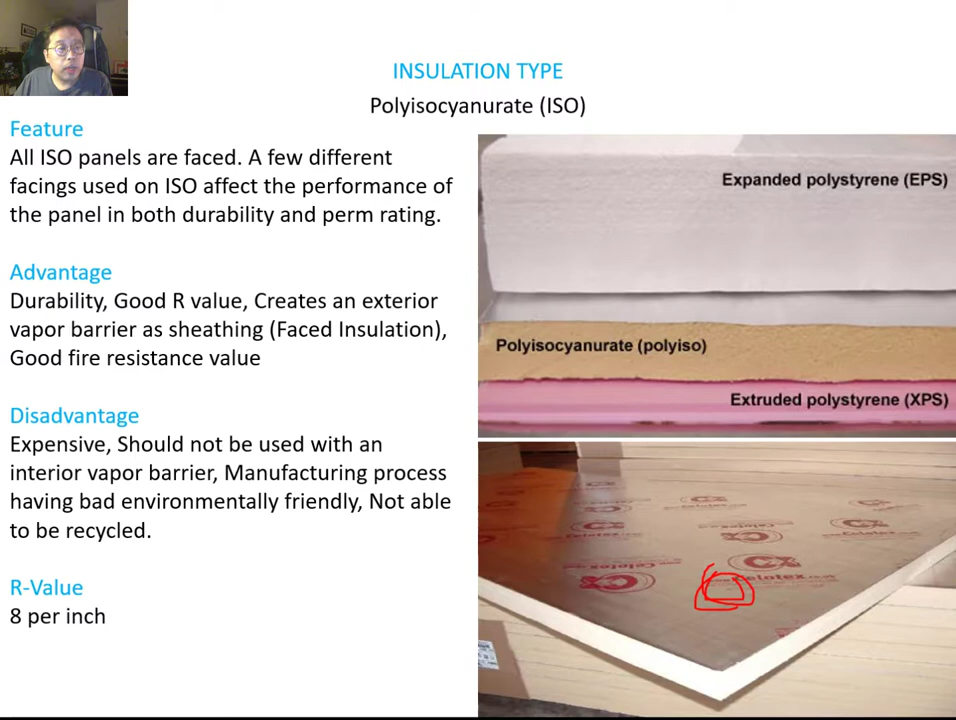 INSULATION TYPE
Polyisocyanurate (ISO)
Feature
All ISO panels are faced. A few different
facings used on ISO affect the performance of
the panel in both durability and perm rating.
Advantage
Durability, Good R value, Creates an exterior
vapor barrier as sheathing (Faced Insulation),
Good fire resistance value
Disadvantage
Expensive, Should not be used with an
interior vapor barrier, Manufacturing process
having bad environmentally friendly, Not able
to be recycled.
R-Value
8 per inch
Expanded polystyrene (EPS)
Polyisocyanurate (polyiso)
Extruded polystyrene (XPS)
Celotex